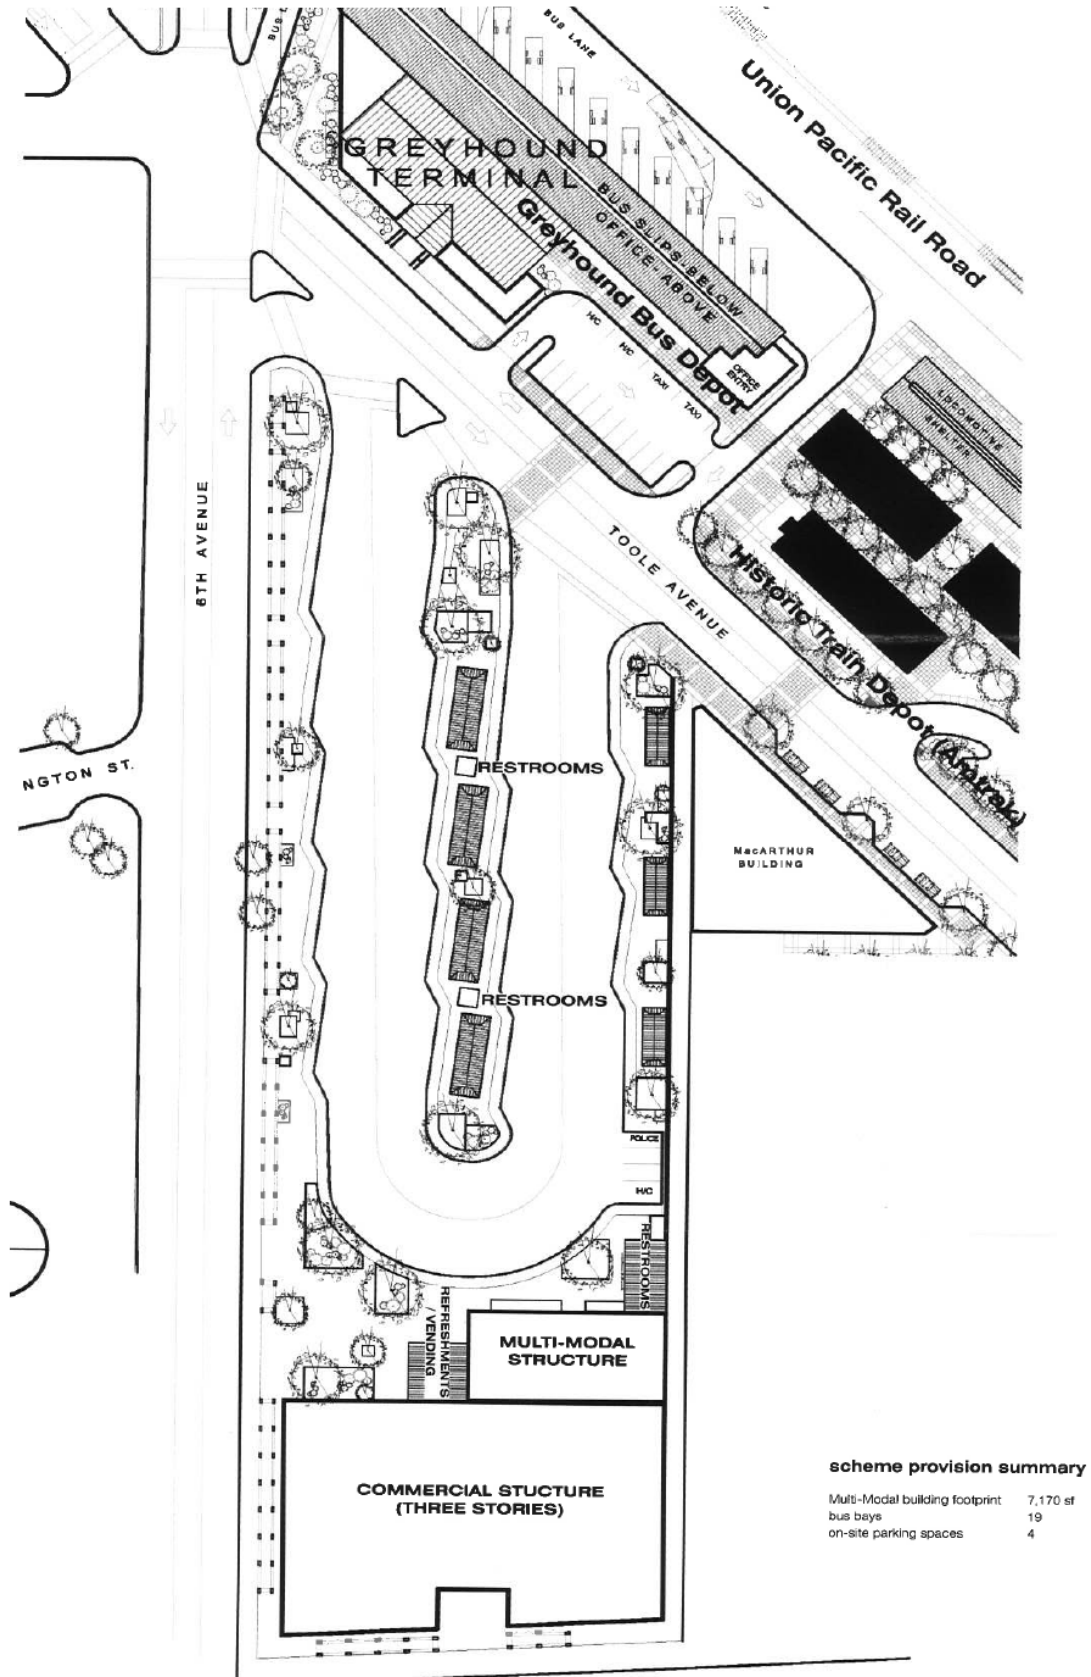 BUS LANE
Union Pacific Rail Road
GREYHOUND
TERMINAL
BUS SLIPS-BELOW
OFFICE-ABOVE
Greyhound Bus Depot
H/C
H/C
TAXI
TAXI
OFFICE
ENTRY
LOCOMOTIVE
SHELTER
6TH AVENUE
TOOLE AVENUE
Historic Train Depot (Amtrak)
NGTON ST.
RESTROOMS
MacARTHUR
BUILDING
RESTROOMS
POLICE
H/C
RESTROOMS
REFRESHMENTS
/ VENDING
MULTI-MODAL
STRUCTURE
COMMERCIAL STUCTURE
(THREE STORIES)
scheme provision summary
Multi-Modal building footprint 7,170 sf
bus bays 19
on-site parking spaces 4